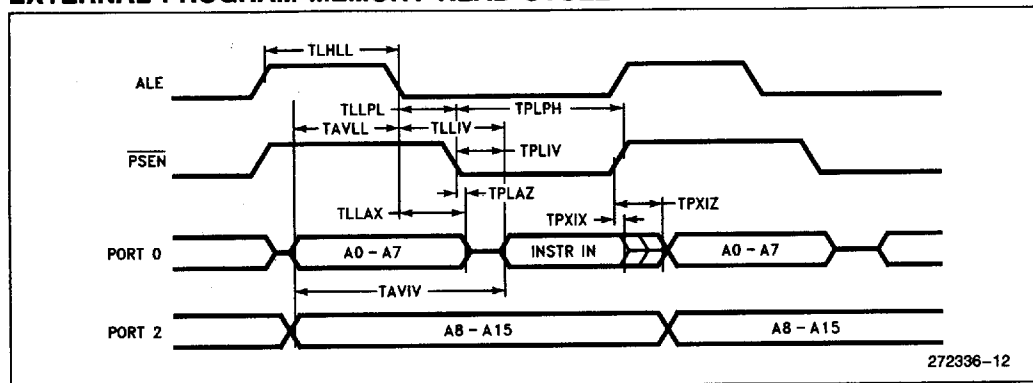 EXTERNAL PROGRAM MEMORY READ CYCLE
TLHLL
ALE
TLLPL
TPLPH
TAVLL
TLLIV
PSEN
TPLIV
TPLAZ
TLLAX
TPXIX
TPXIZ
PORT 0
A0 – A7
INSTR IN
A0 – A7
TAVIV
PORT 2
A8 – A15
A8 – A15
272336–12